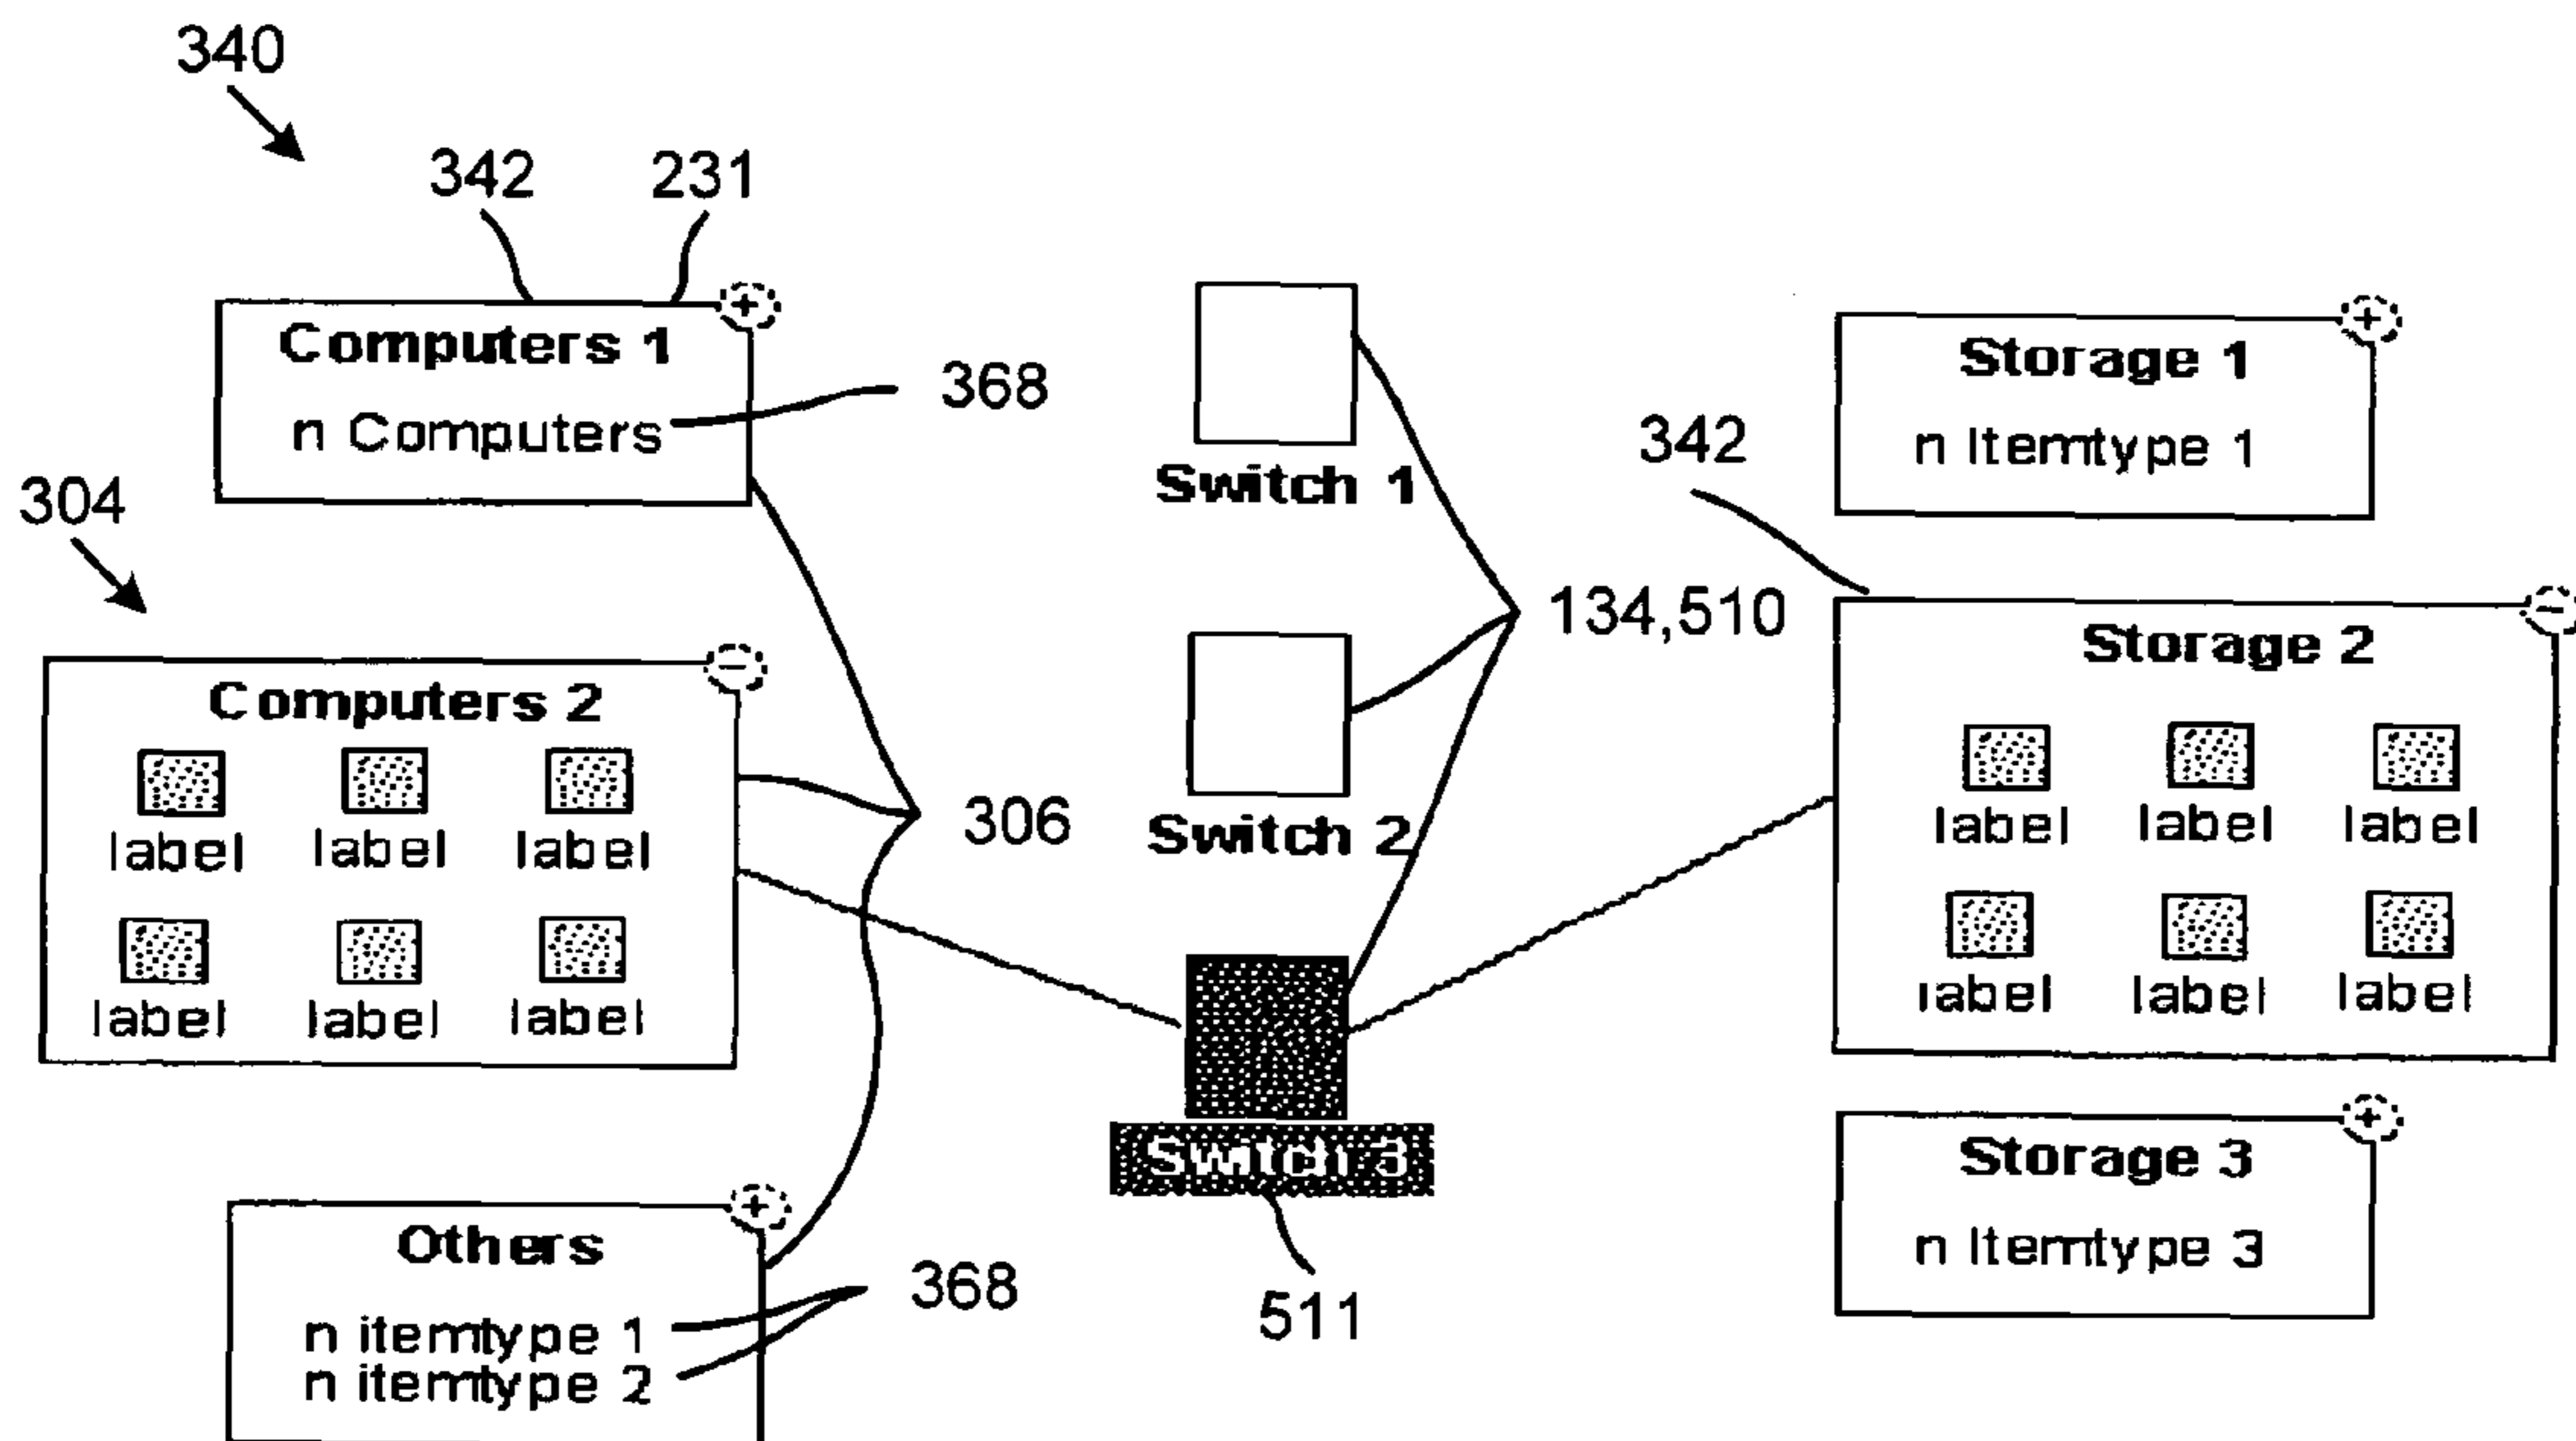 340
342
231
Computers 1
n Computers
368
304
Computers 2
label label label
label label label
306
Others
n itemtype 1
n itemtype 2
368
Switch 1
134,510
Switch 2
Switch 3
511
Storage 1
n Itemtype 1
342
Storage 2
label label label
label label label
Storage 3
n Itemtype 3